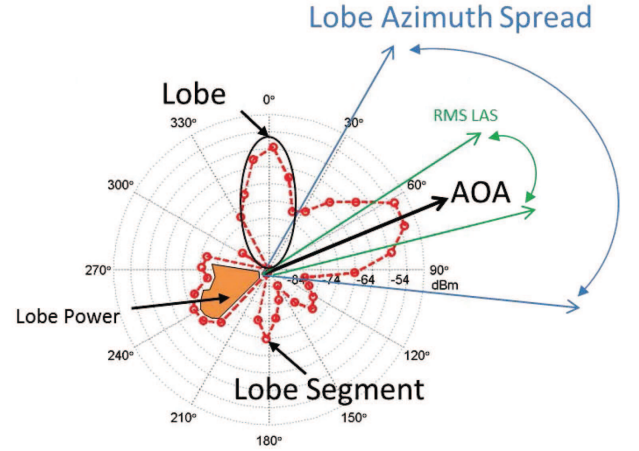 Lobe Azimuth Spread
Lobe
0°
330°
30°
RMS LAS
300°
60°
AOA
270°
-84
-74
-64
-54
90°
dBm
Lobe Power
240°
120°
Lobe Segment
210°
150°
180°